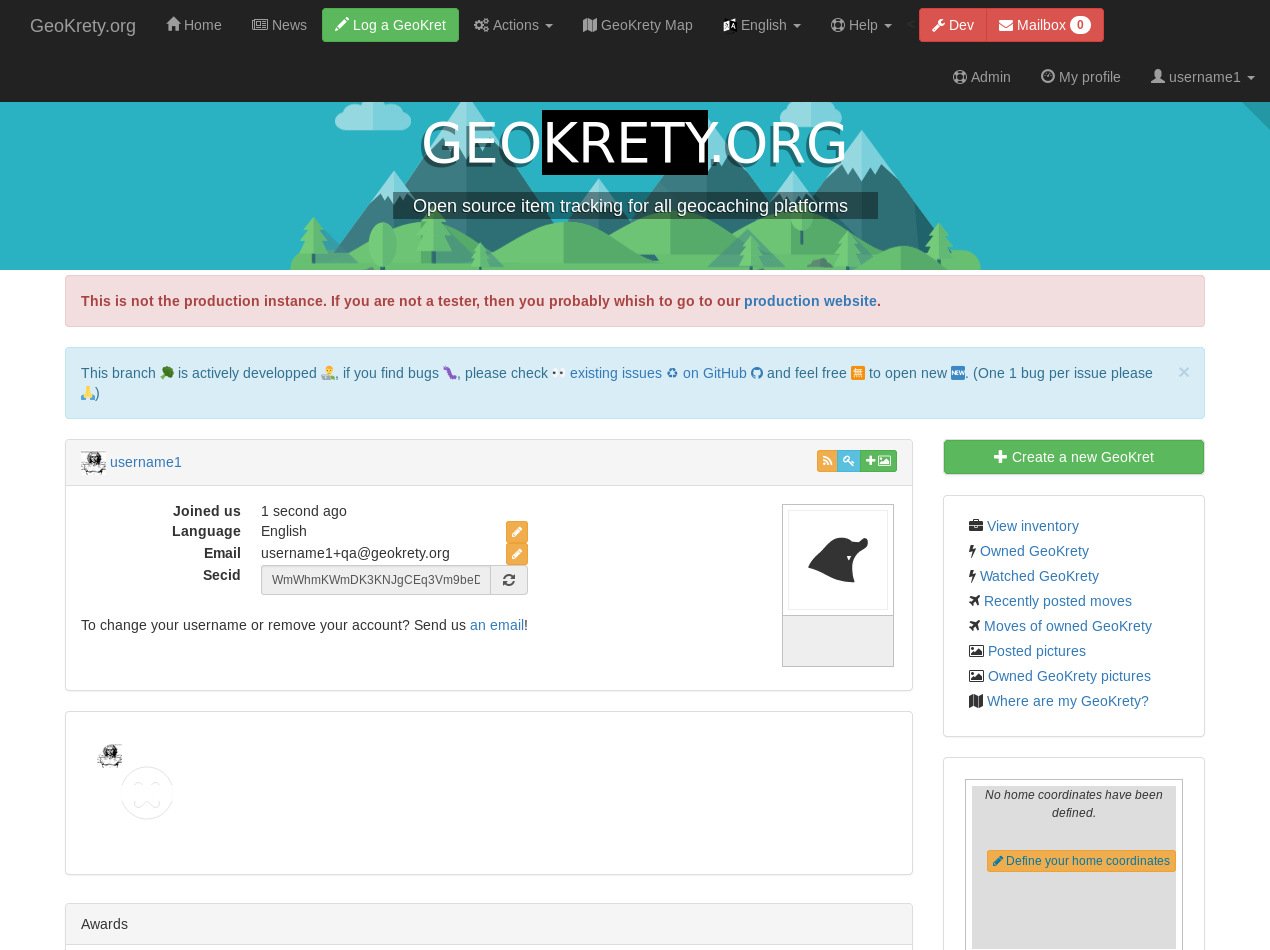 GeoKrety.org Home News Log a GeoKret Actions GeoKrety Map English Help Dev Mailbox 0
Admin My profile username1
GEOKRETY.ORG
Open source item tracking for all geocaching platforms
This is not the production instance. If you are not a tester, then you probably whish to go to our production website.
This branch 🌳 is actively developped 👨‍💻, if you find bugs 🐛, please check 👀 existing issues ♻ on GitHub and feel free 🈚 to open new 🆕. (One 1 bug per issue please ×
🙏)
username1
Joined us 1 second ago
Language English
Email username1+qa@geokrety.org
Secid WmWhmKWmDK3KNJgCEq3Vm9beD
To change your username or remove your account? Send us an email!
Awards
Create a new GeoKret
View inventory
Owned GeoKrety
Watched GeoKrety
Recently posted moves
Moves of owned GeoKrety
Posted pictures
Owned GeoKrety pictures
Where are my GeoKrety?
No home coordinates have been
defined.
Define your home coordinates